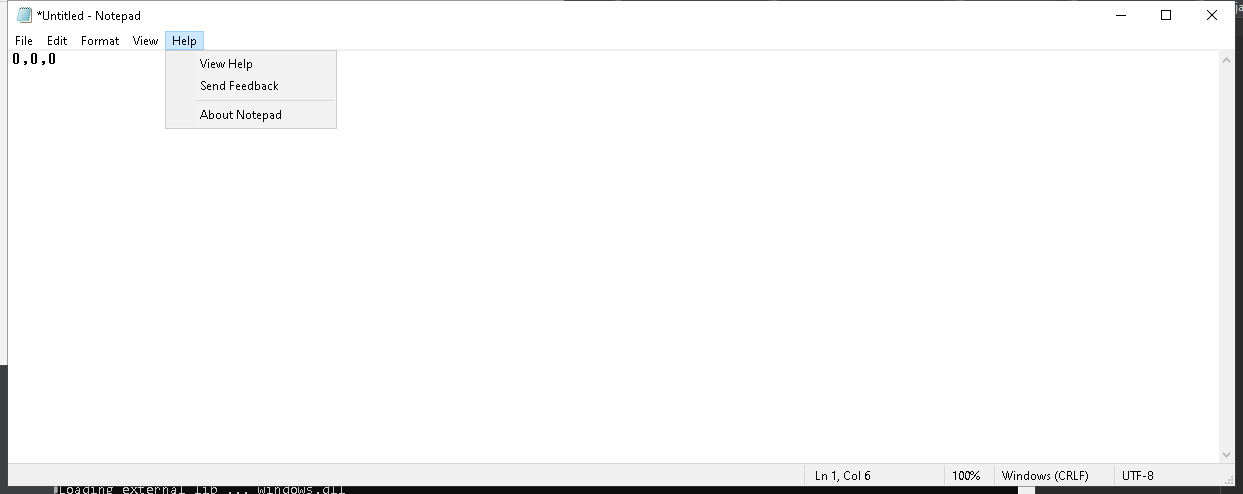 *Untitled - Notepad
File Edit Format View Help
0,0,0
View Help
Send Feedback
About Notepad
Ln 1, Col 6 100% Windows (CRLF) UTF-8
Loading external lib ... windows.dll